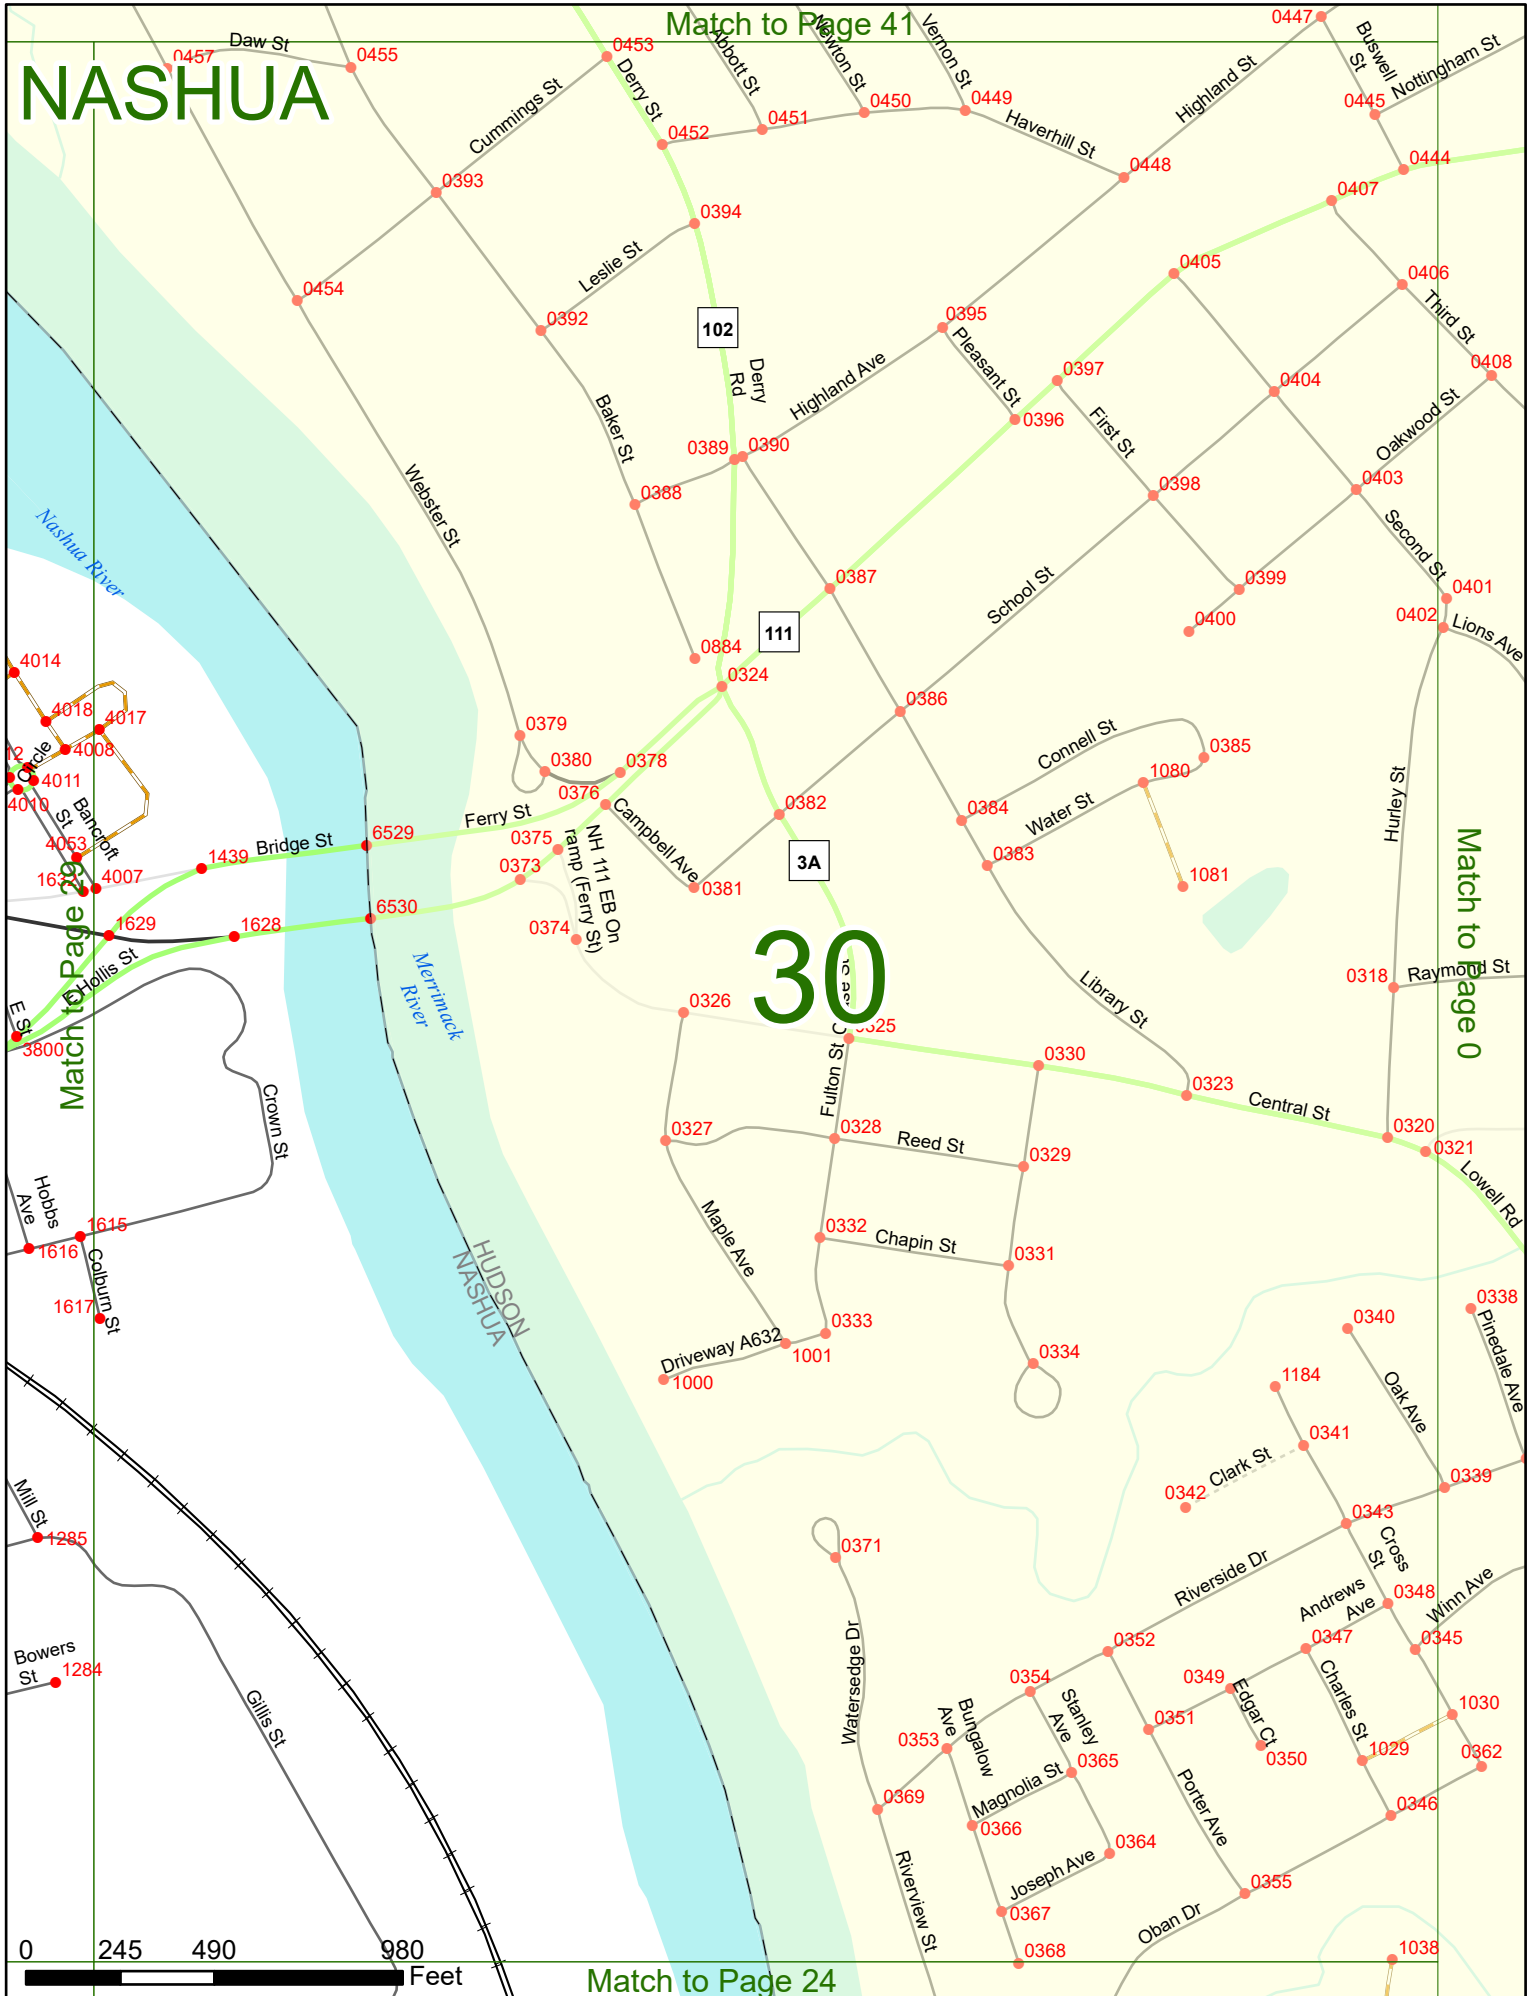 Match to Page 41
NASHUA
0447
Daw St
0457
0455
0453
Derry St
Abbott St
Newton St
Vernon St
Highland St
Buswell
St
Nottingham St
Cummings St
0452
0451
0450
0449
0445
Haverhill St
0448
0444
0393
0407
0394
Leslie St
0405
0406
0454
0392
102
0395
Third St
Derry
Rd
Pleasant St
0397
0408
Highland Ave
0404
0396
First St
Oakwood St
Baker St
0389
0390
0388
0398
0403
Webster St
Second St
Nashua River
0387
School St
0399
0401
0400
0402
Lions Ave
111
0884
4014
0324
4018
4017
0386
0379
Connell St
4008
12
Circle
0380
0378
0385
4011
1080
4010
Bancroft
St
0376
Campbell Ave
0382
0384
Water St
Hurley St
Ferry St
6529
Bridge St
0375
NH 111 EB On
ramp (Ferry St)
3A
0383
4053
1439
Match to Page 29
4007
0373
0381
1081
Match to Page 0
6530
1629
1628
0374
E Hollis St
Merrimack
River
30
Library St
0318
Raymond St
E St
3800
0326
0330
0323
Crown St
Fulton St
Central St
0320
0327
0328
Reed St
0321
0329
Lowell Rd
Hobbs
Ave
1615
Maple Ave
0332
Chapin St
0331
1616
Colburn St
HUDSON
NASHUA
1617
0338
0333
0340
Pinedale Ave
Driveway A632
1001
0334
1000
1184
Oak Ave
0341
Clark St
0339
0342
Mill St
0343
1285
0371
Cross
St
Riverside Dr
Andrews
Ave
0348
Winn Ave
Watersedge Dr
0352
0347
0345
Bowers
St
1284
0354
0349
Charles St
Gillis St
Bungalow
Ave
Stanley
Ave
Edgar Ct
1030
0351
0353
0350
1029
0362
0365
Magnolia St
Porter Ave
0369
0346
0366
0364
Riverview St
Joseph Ave
0355
0367
Oban Dr
0368
1038
0 245 490 980
Feet
Match to Page 24